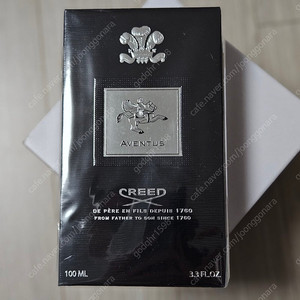 AVENTUS
CREED
DE PÈRE EN FILS DEPUIS 1760
FROM FATHER TO SON SINCE 1760
100 ML 3.3 FL.OZ.
cafe.naver.com/joonggonara